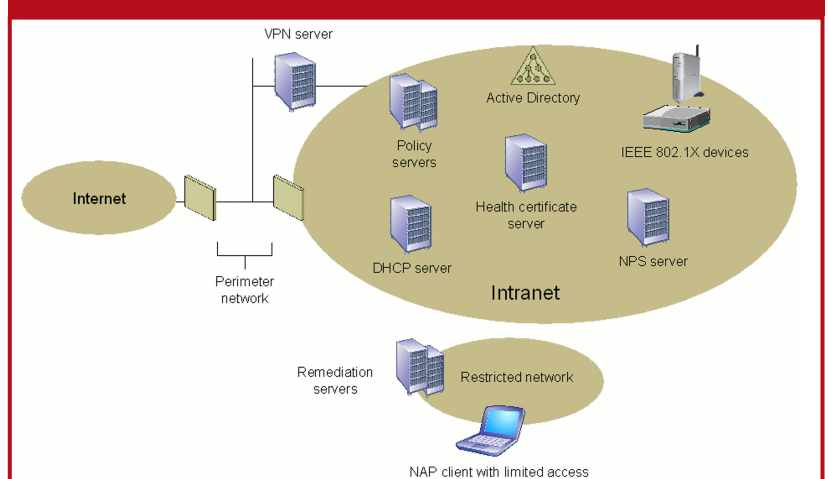 VPN server
Active Directory
Policy
servers
IEEE 802.1X devices
Internet
Health certificate
server
DHCP server
NPS server
Perimeter
network
Intranet
Remediation
servers
Restricted network
NAP client with limited access